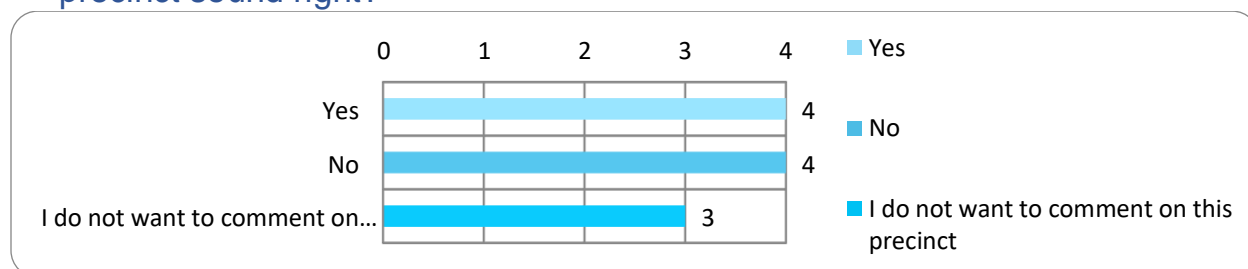 precinct sound right?
0 1 2 3 4
Yes 4
No 4
I do not want to comment on... 3
Yes
No
I do not want to comment on this
precinct